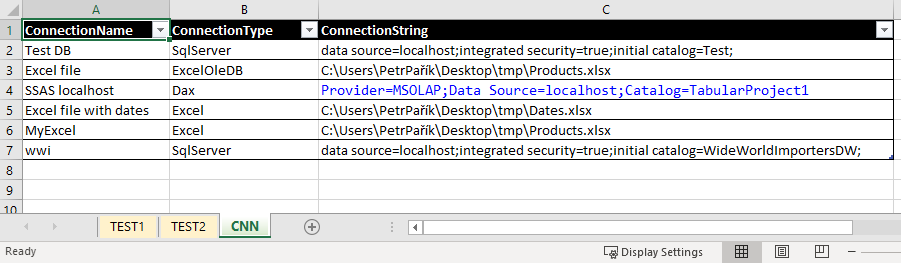 A B C
1 ConnectionName ConnectionType ConnectionString
2 Test DB SqlServer data source=localhost;integrated security=true;initial catalog=Test;
3 Excel file ExcelOleDB C:\Users\PetrPařík\Desktop\tmp\Products.xlsx
4 SSAS localhost Dax Provider=MSOLAP;Data Source=localhost;Catalog=TabularProject1
5 Excel file with dates Excel C:\Users\PetrPařík\Desktop\tmp\Dates.xlsx
6 MyExcel Excel C:\Users\PetrPařík\Desktop\tmp\Products.xlsx
7 wwi SqlServer data source=localhost;integrated security=true;initial catalog=WideWorldImportersDW;
8
9
10
TEST1 TEST2 CNN
Ready Display Settings